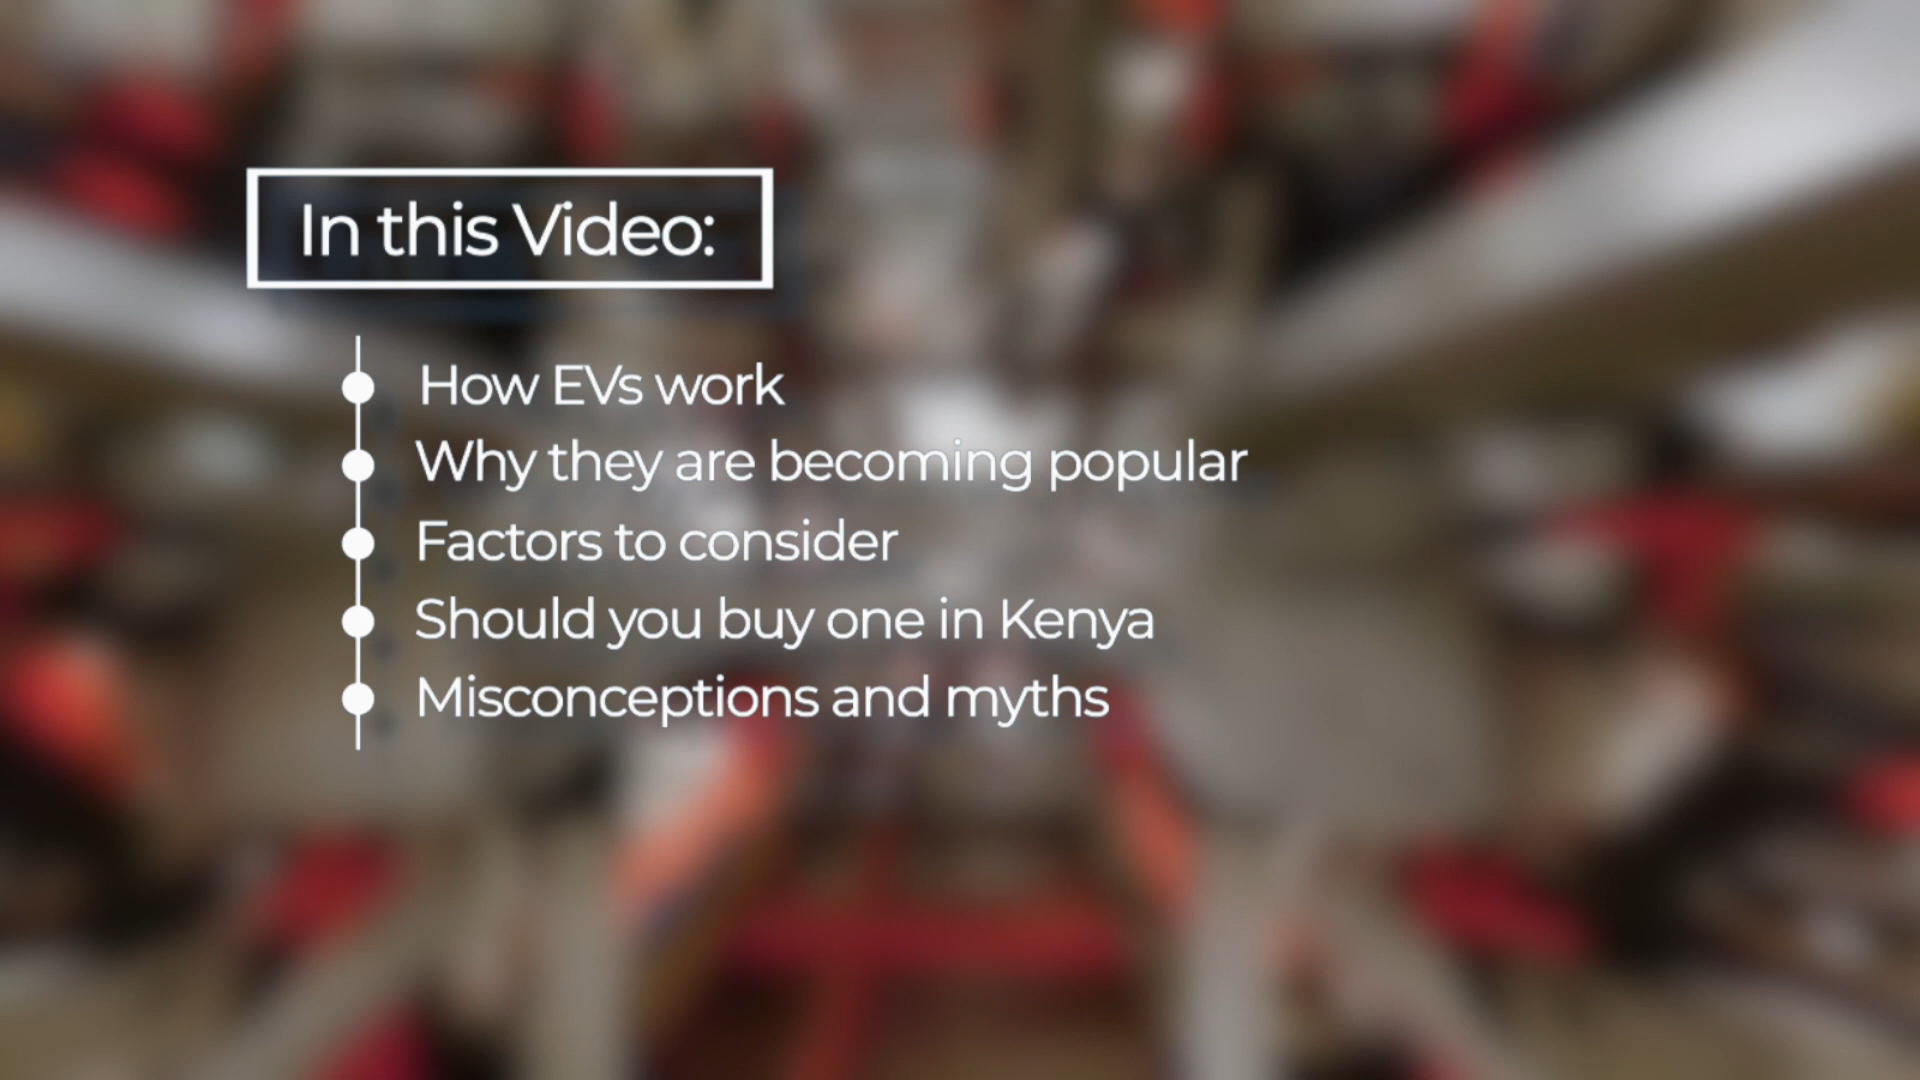 In this Video:
How EVs work
Why they are becoming popular
Factors to consider
Should you buy one in Kenya
Misconceptions and myths